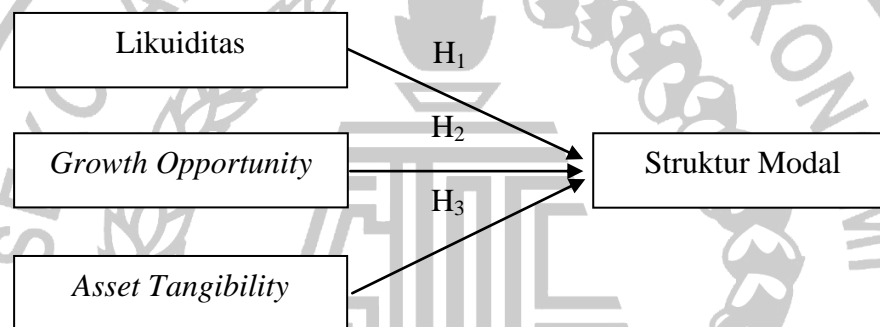 Likuiditas
H₁
H₂
Growth Opportunity
Struktur Modal
H₃
Asset Tangibility